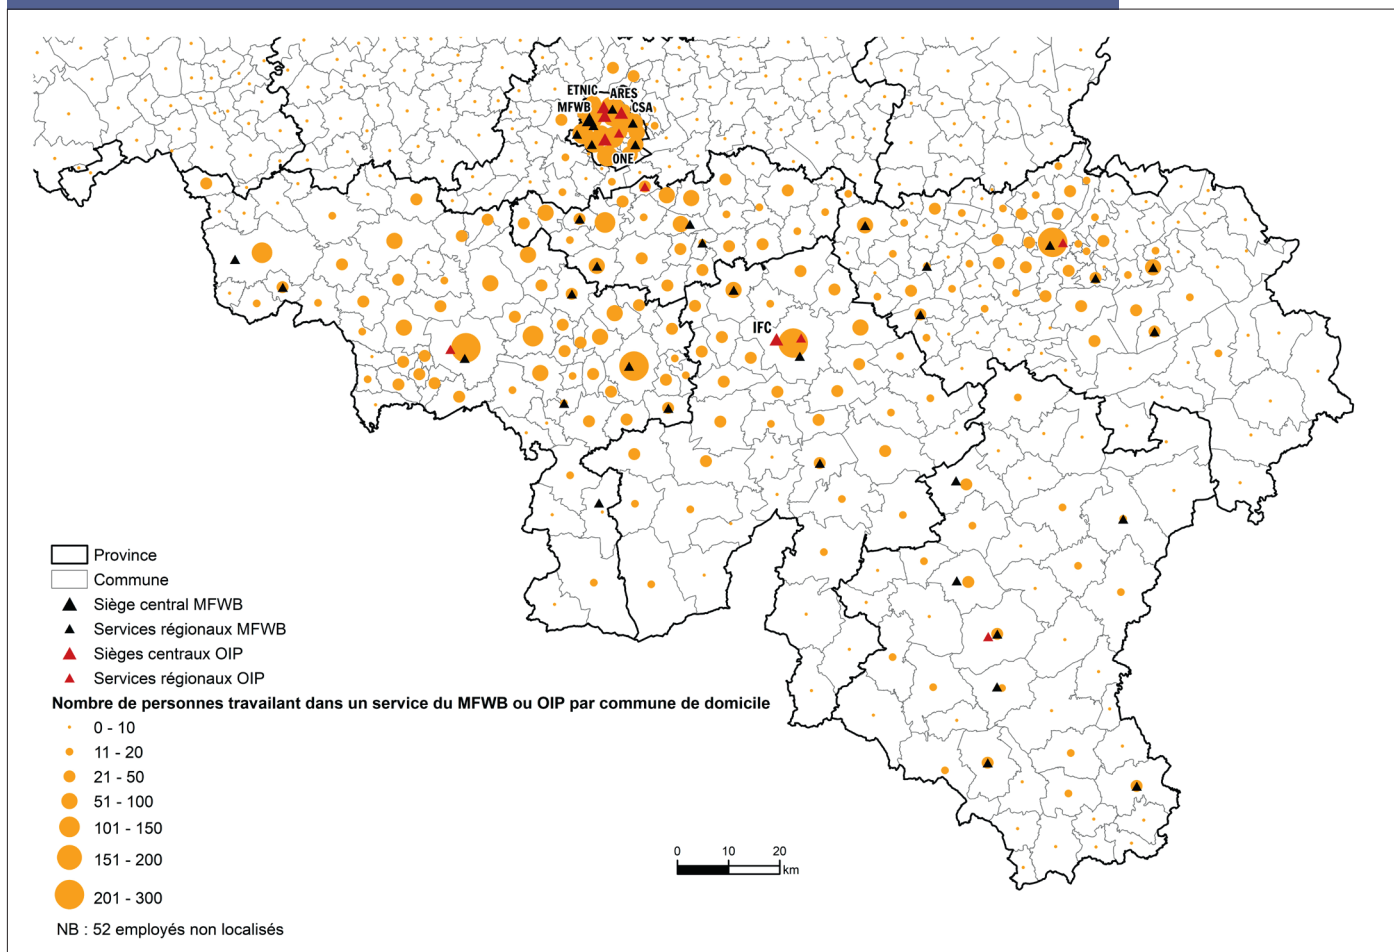 ETNIC
ARES
MFWB
CSA
ONE
IFC
Province
Commune
Siège central MFWB
Services régionaux MFWB
Sièges centraux OIP
Services régionaux OIP
Nombre de personnes travailant dans un service du MFWB ou OIP par commune de domicile
0 - 10
11 - 20
21 - 50
51 - 100
101 - 150
151 - 200
201 - 300
0 10 20
km
NB : 52 employés non localisés